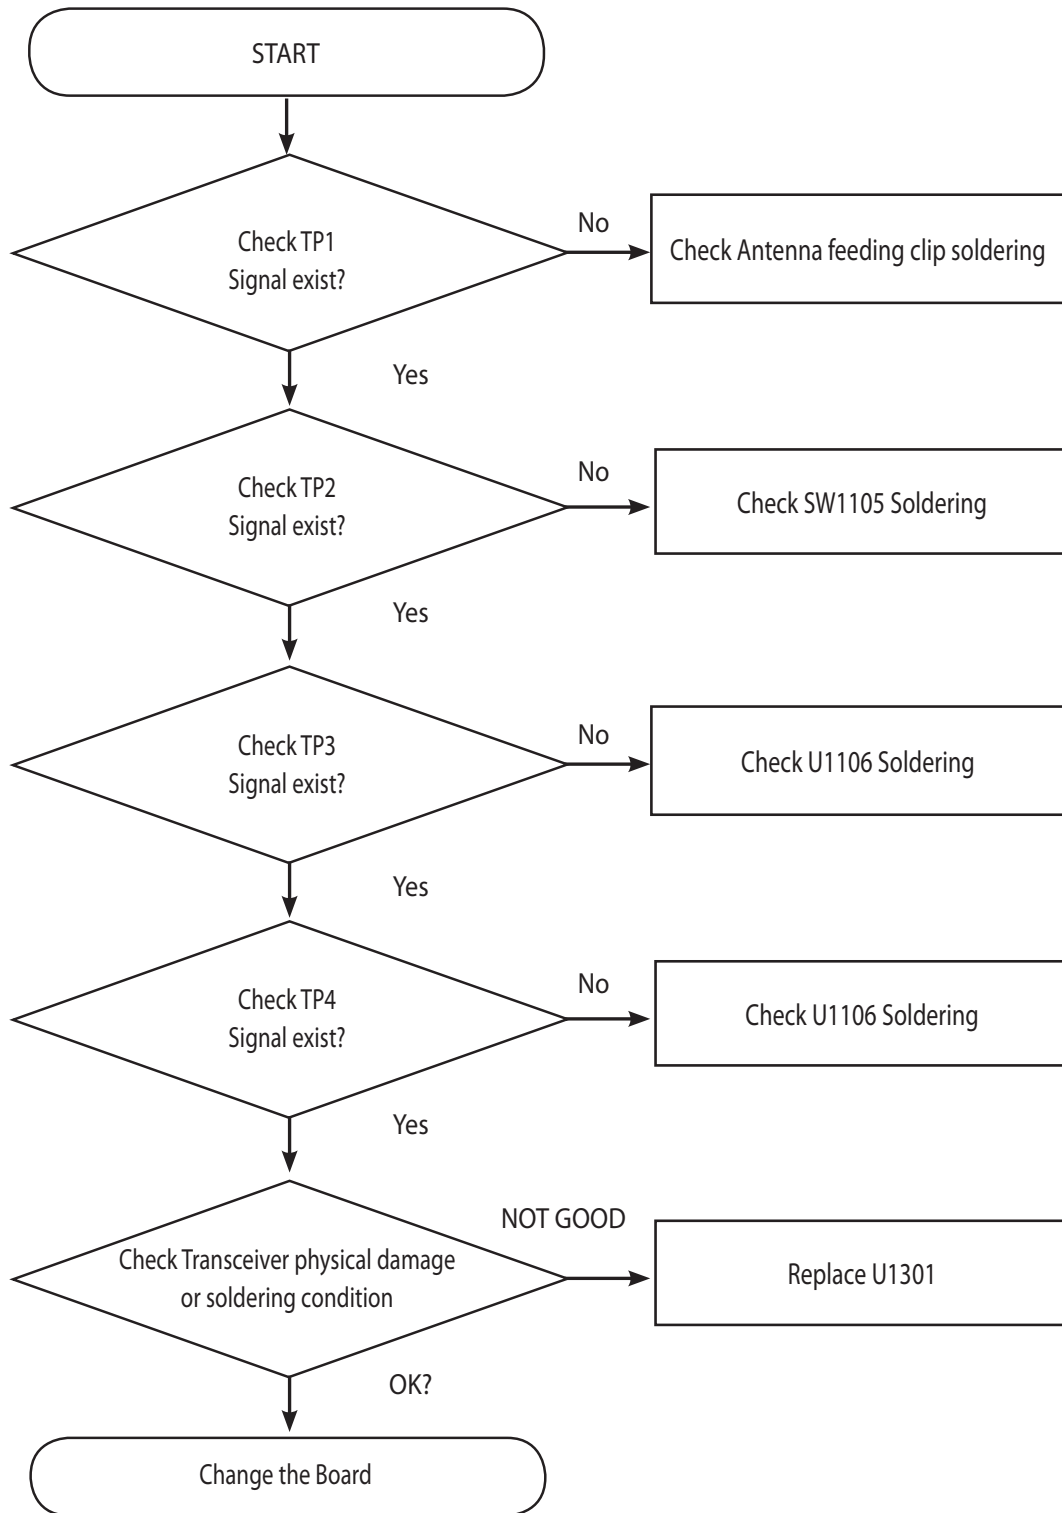 START
Check TP1
Signal exist?
No
Check Antenna feeding clip soldering
Yes
Check TP2
Signal exist?
No
Check SW1105 Soldering
Yes
Check TP3
Signal exist?
No
Check U1106 Soldering
Yes
Check TP4
Signal exist?
No
Check U1106 Soldering
Yes
Check Transceiver physical damage
or soldering condition
NOT GOOD
Replace U1301
OK?
Change the Board